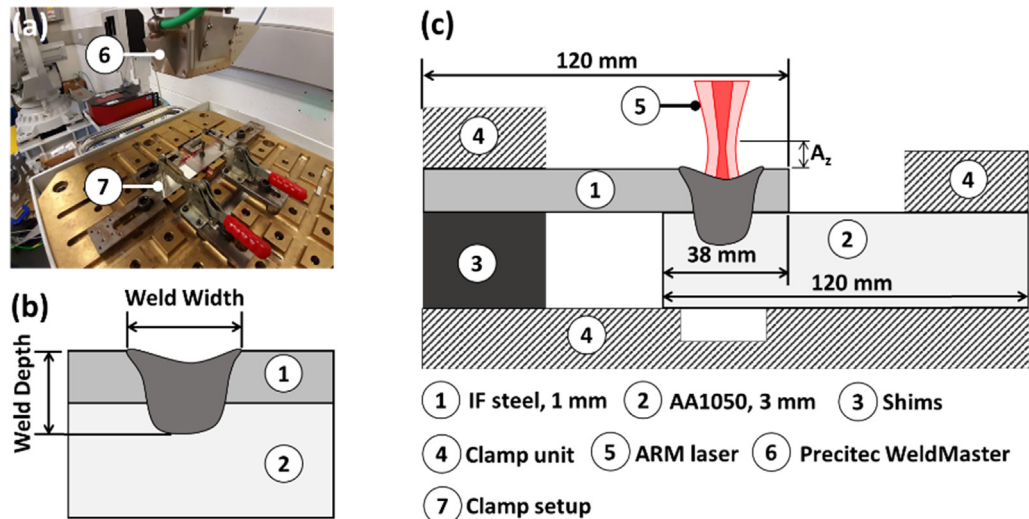 (a)
6
7
(b)
Weld Width
Weld Depth
1
2
(c)
120 mm
5
4
Az
4
1
2
3
38 mm
120 mm
4
1 IF steel, 1 mm 2 AA1050, 3 mm 3 Shims
4 Clamp unit 5 ARM laser 6 Precitec WeldMaster
7 Clamp setup